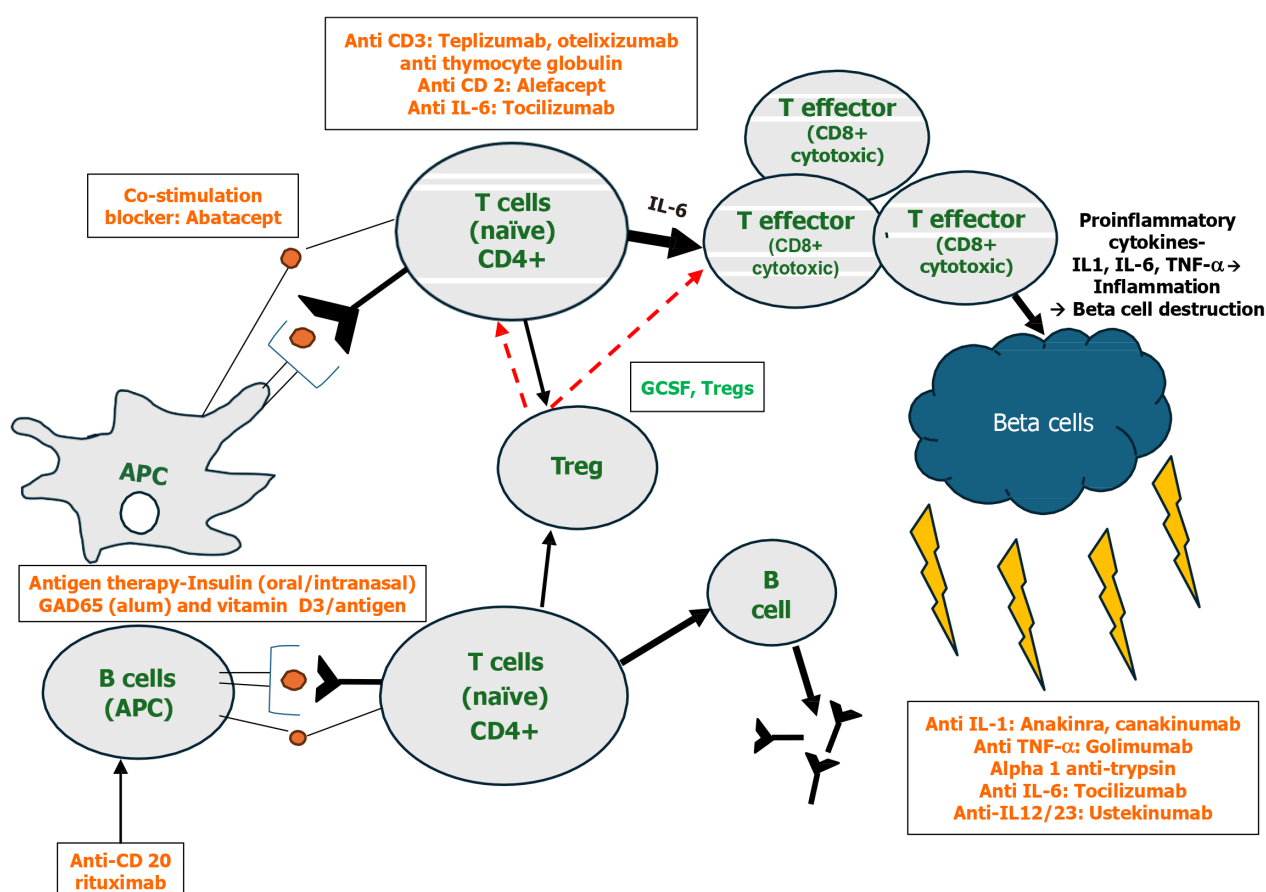 Anti CD3: Teplizumab, otelixizumab
anti thymocyte globulin
Anti CD 2: Alefacept
Anti IL-6: Tocilizumab
T effector
(CD8+
cytotoxic)
Co-stimulation
blocker: Abatacept
T cells
(naïve)
CD4+
IL-6
T effector
(CD8+
cytotoxic)
T effector
(CD8+
cytotoxic)
Proinflammatory
cytokines-
IL1, IL-6, TNF-α→
Inflammation
→ Beta cell destruction
GCSF, Tregs
Beta cells
APC
Treg
Antigen therapy-Insulin (oral/intranasal)
GAD65 (alum) and vitamin D3/antigen
B
cell
B cells
(APC)
T cells
(naïve)
CD4+
Anti IL-1: Anakinra, canakinumab
Anti TNF-α: Golimumab
Alpha 1 anti-trypsin
Anti IL-6: Tocilizumab
Anti-IL12/23: Ustekinumab
Anti-CD 20
rituximab